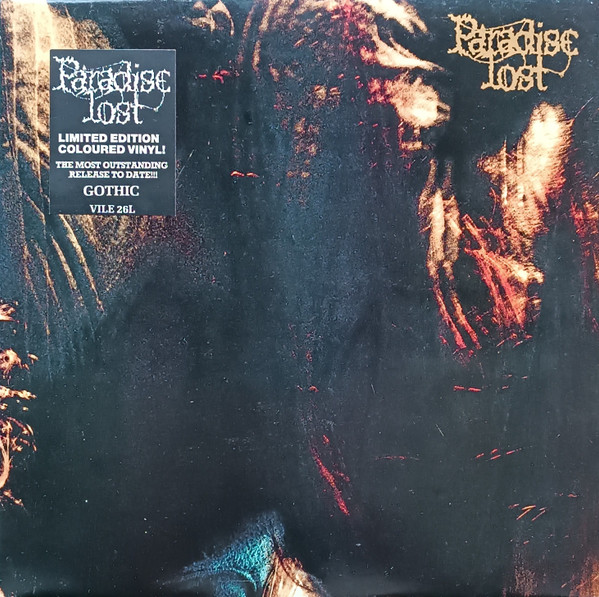 Paradise
Lost
LIMITED EDITION
COLOURED VINYL!
THE MOST OUTSTANDING
RELEASE TO DATE!!!
GOTHIC
VILE 26L
Paradise
Lost